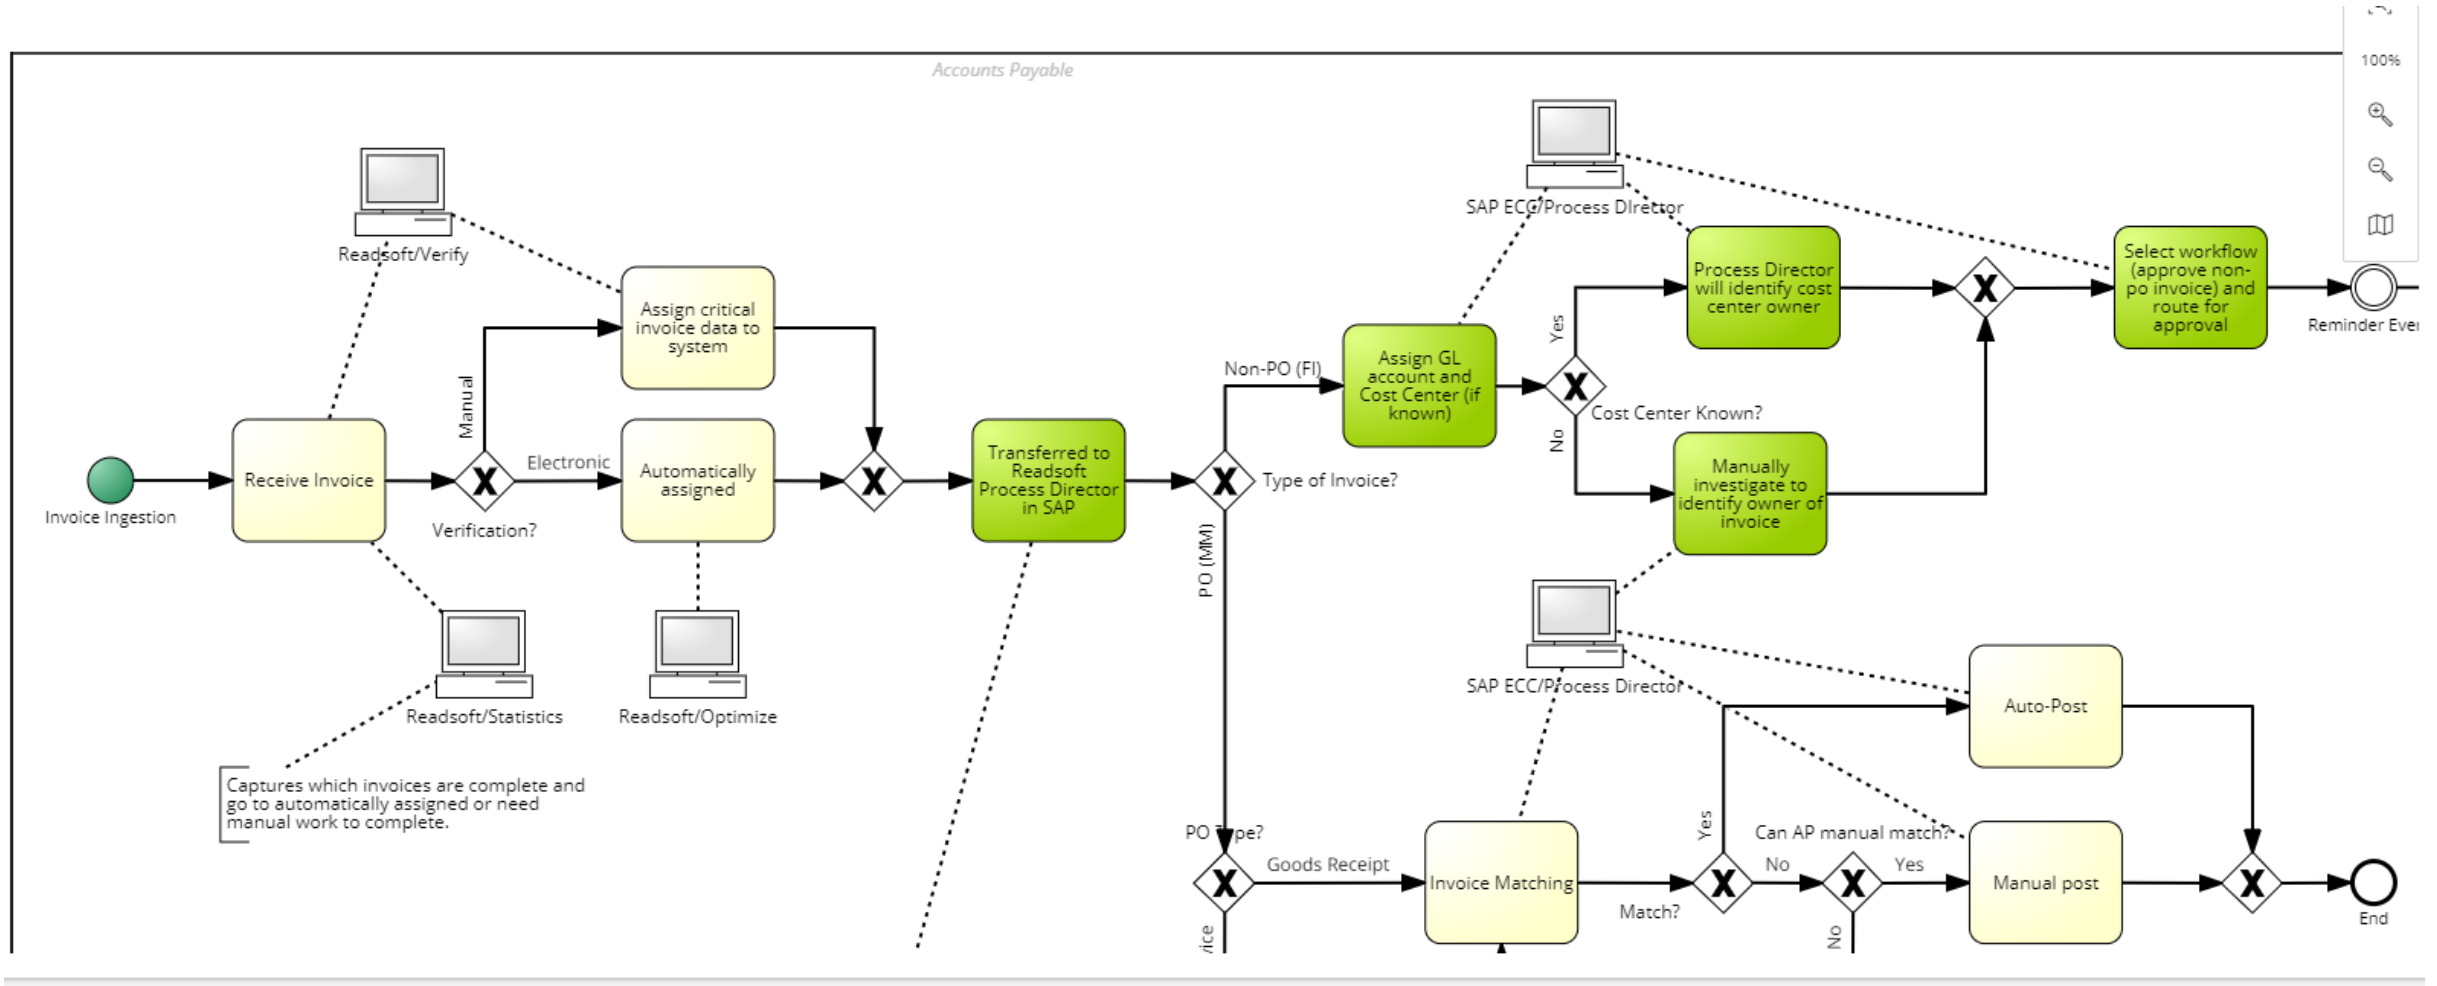 Accounts Payable
100%
Readsoft/Verify
SAP ECC/Process DIrector
Assign critical
invoice data to
system
Process Director
will identify cost
center owner
Select workflow
(approve non-
po invoice) and
route for
approval
Reminder Eve
Manual
Non-PO (FI)
Assign GL
account and
Cost Center (if
known)
Yes
Cost Center Known?
No
Invoice Ingestion
Receive Invoice
Verification?
Electronic
Automatically
assigned
Transferred to
Readsoft
Process Director
in SAP
Type of Invoice?
Manually
investigate to
identify owner of
invoice
PO (MM)
Readsoft/Statistics
Readsoft/Optimize
SAP ECC/Process Director
Auto-Post
Captures which invoices are complete and
go to automatically assigned or need
manual work to complete.
PO Type?
Goods Receipt
Invoice Matching
Match?
Yes
Can AP manual match?
No
Yes
Manual post
End
vice
No